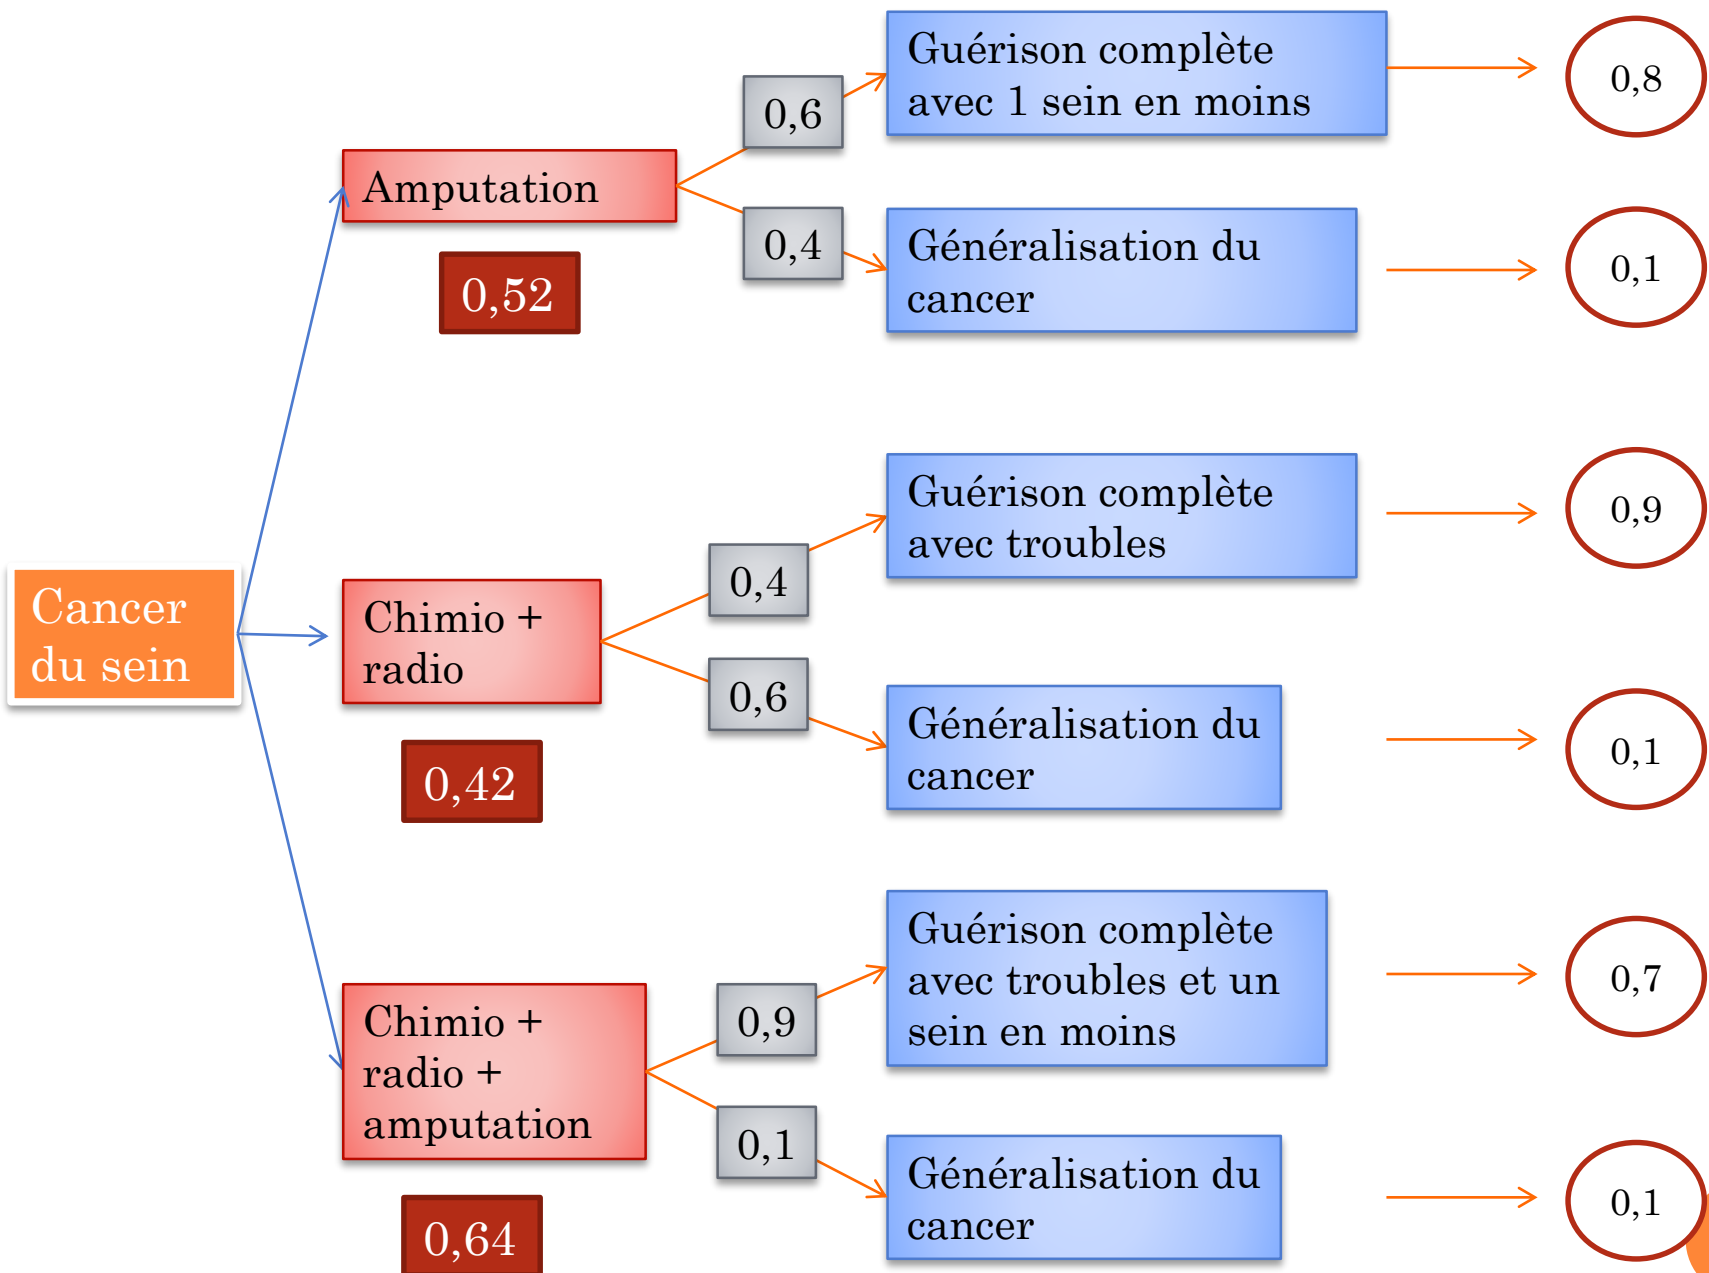 Cancer
du sein
Amputation
0,52
0,6
Guérison complète
avec 1 sein en moins
0,8
0,4
Généralisation du
cancer
0,1
Chimio +
radio
0,42
0,4
Guérison complète
avec troubles
0,9
0,6
Généralisation du
cancer
0,1
Chimio +
radio +
amputation
0,64
0,9
Guérison complète
avec troubles et un
sein en moins
0,7
0,1
Généralisation du
cancer
0,1